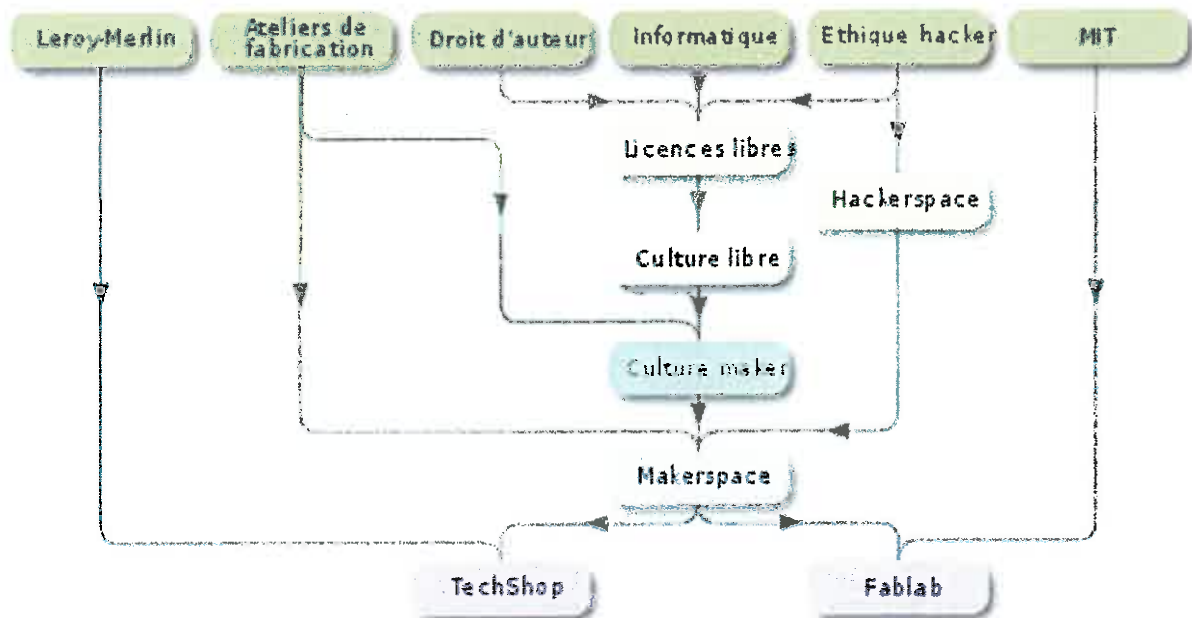 Leroy-Merlin
Ateliers de
fabrication
Droit d'auteur
Informatique
Ethique hacker
MIT
Licences libres
Hackerspace
Culture libre
Culture maker
Makerspace
TechShop
Fablab